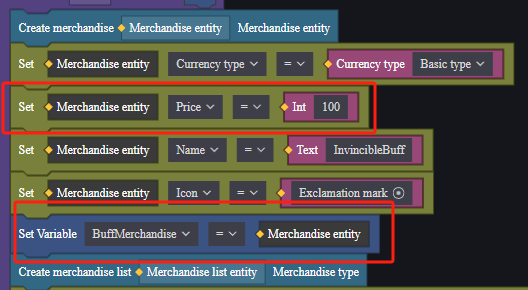 Create merchandise Merchandise entity Merchandise entity
Set Merchandise entity Currency type = Currency type Basic type
Set Merchandise entity Price = Int 100
Set Merchandise entity Name = Text InvincibleBuff
Set Merchandise entity Icon = Exclamation mark
Set Variable BuffMerchandise = Merchandise entity
Create merchandise list Merchandise list entity Merchandise type